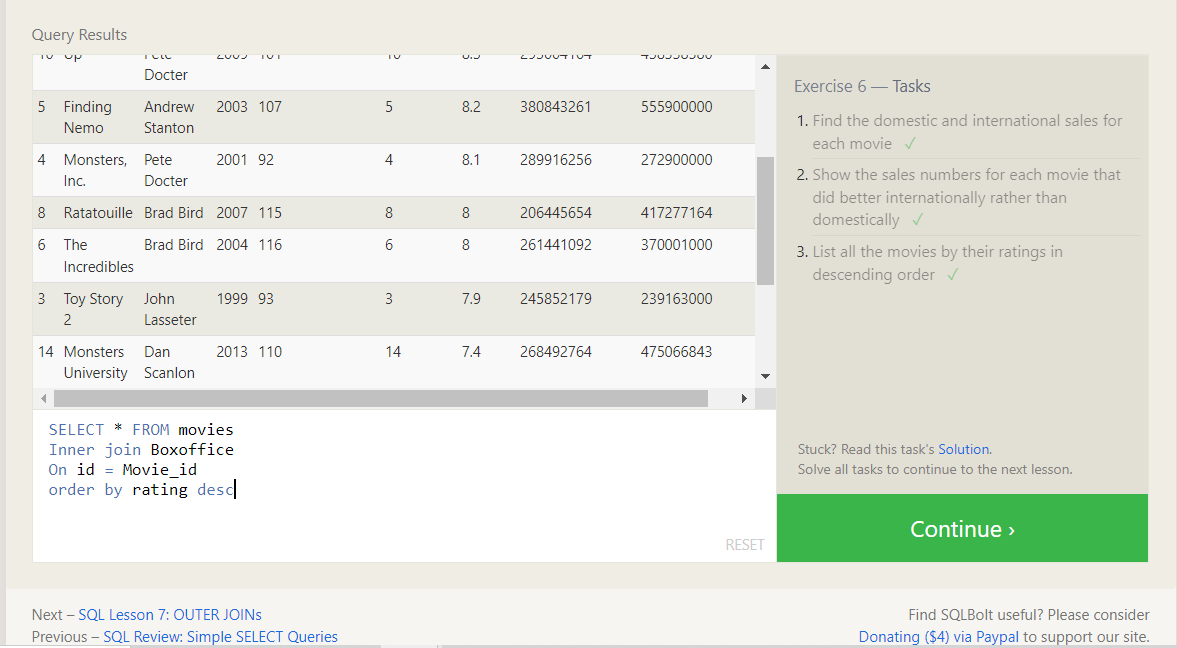 Query Results
10 Up Pete 2009 101 10 8.3 293004164 438338580
Docter
5 Finding Andrew 2003 107 5 8.2 380843261 555900000
Nemo Stanton
4 Monsters, Pete 2001 92 4 8.1 289916256 272900000
Inc. Docter
8 Ratatouille Brad Bird 2007 115 8 8 206445654 417277164
6 The Brad Bird 2004 116 6 8 261441092 370001000
Incredibles
3 Toy Story John 1999 93 3 7.9 245852179 239163000
2 Lasseter
14 Monsters Dan 2013 110 14 7.4 268492764 475066843
University Scanlon
SELECT * FROM movies
Inner join Boxoffice
On id = Movie_id
order by rating desc
RESET
Exercise 6 — Tasks
1. Find the domestic and international sales for
each movie ✓
2. Show the sales numbers for each movie that
did better internationally rather than
domestically ✓
3. List all the movies by their ratings in
descending order ✓
Stuck? Read this task's Solution.
Solve all tasks to continue to the next lesson.
Continue ›
Next – SQL Lesson 7: OUTER JOINs
Previous – SQL Review: Simple SELECT Queries
Find SQLBolt useful? Please consider
Donating ($4) via Paypal to support our site.